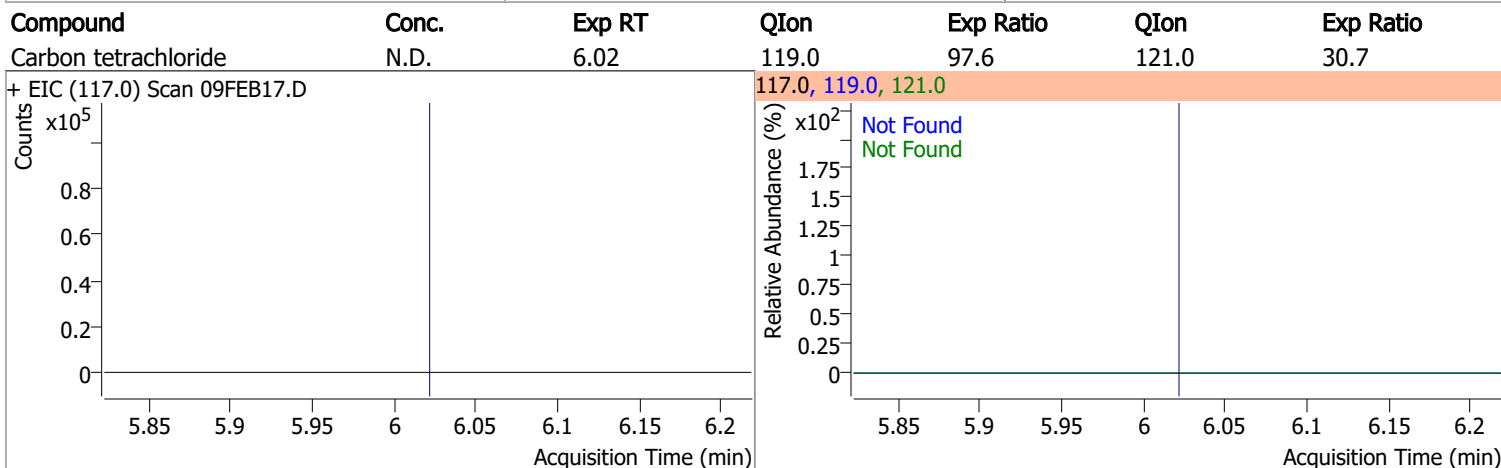 Compound Conc. Exp RT QIon Exp Ratio QIon Exp Ratio
Carbon tetrachloride N.D. 6.02 119.0 97.6 121.0 30.7
+ EIC (117.0) Scan 09FEB17.D
Counts
x10^5
0.8
0.6
0.4
0.2
0
5.85 5.9 5.95 6 6.05 6.1 6.15 6.2
Acquisition Time (min)
117.0, 119.0, 121.0
Relative Abundance (%)
x10^2
Not Found
Not Found
1.75
1.5
1.25
1
0.75
0.5
0.25
0
5.85 5.9 5.95 6 6.05 6.1 6.15 6.2
Acquisition Time (min)